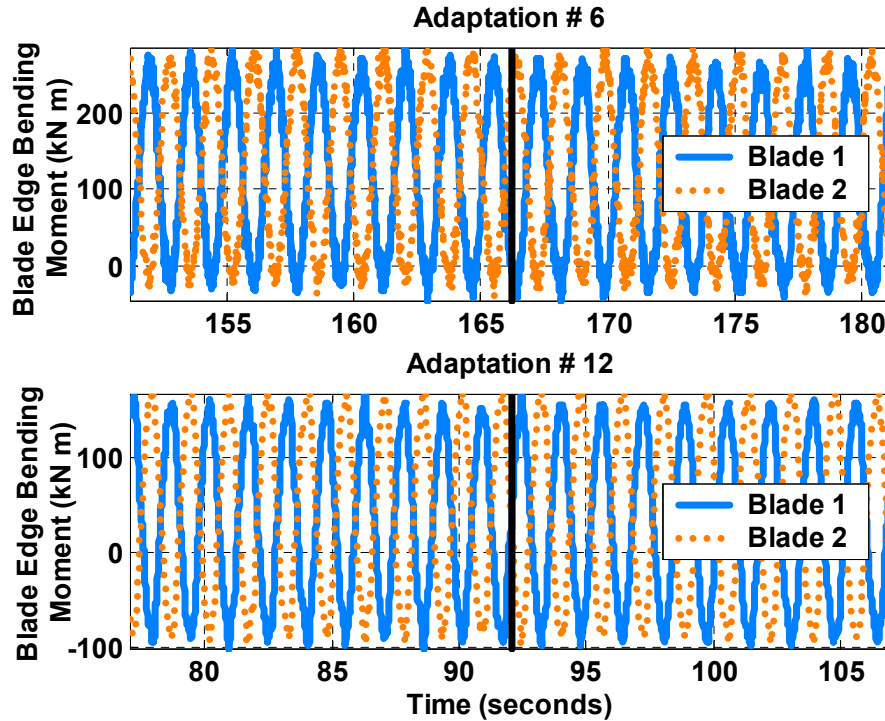 Adaptation # 6
Blade Edge Bending
Moment (kN m)
200
100
0
Blade 1
Blade 2
155
160
165
170
175
180
Adaptation # 12
Blade Edge Bending
Moment (kN m)
100
0
-100
Blade 1
Blade 2
80
85
90
95
100
105
Time (seconds)